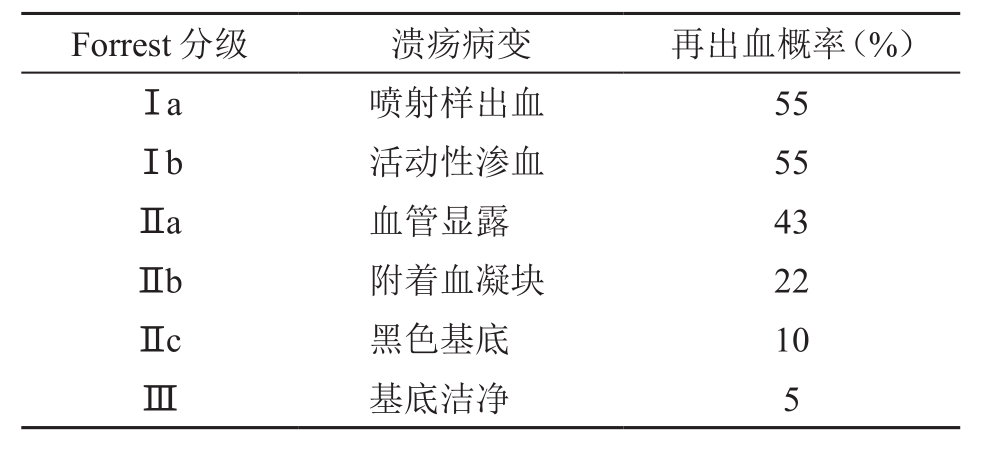 Forrest 分级 溃疡病变 再出血概率（%）
Ⅰa 喷射样出血 55
Ⅰb 活动性渗血 55
Ⅱa 血管显露 43
Ⅱb 附着血凝块 22
Ⅱc 黑色基底 10
Ⅲ 基底洁净 5